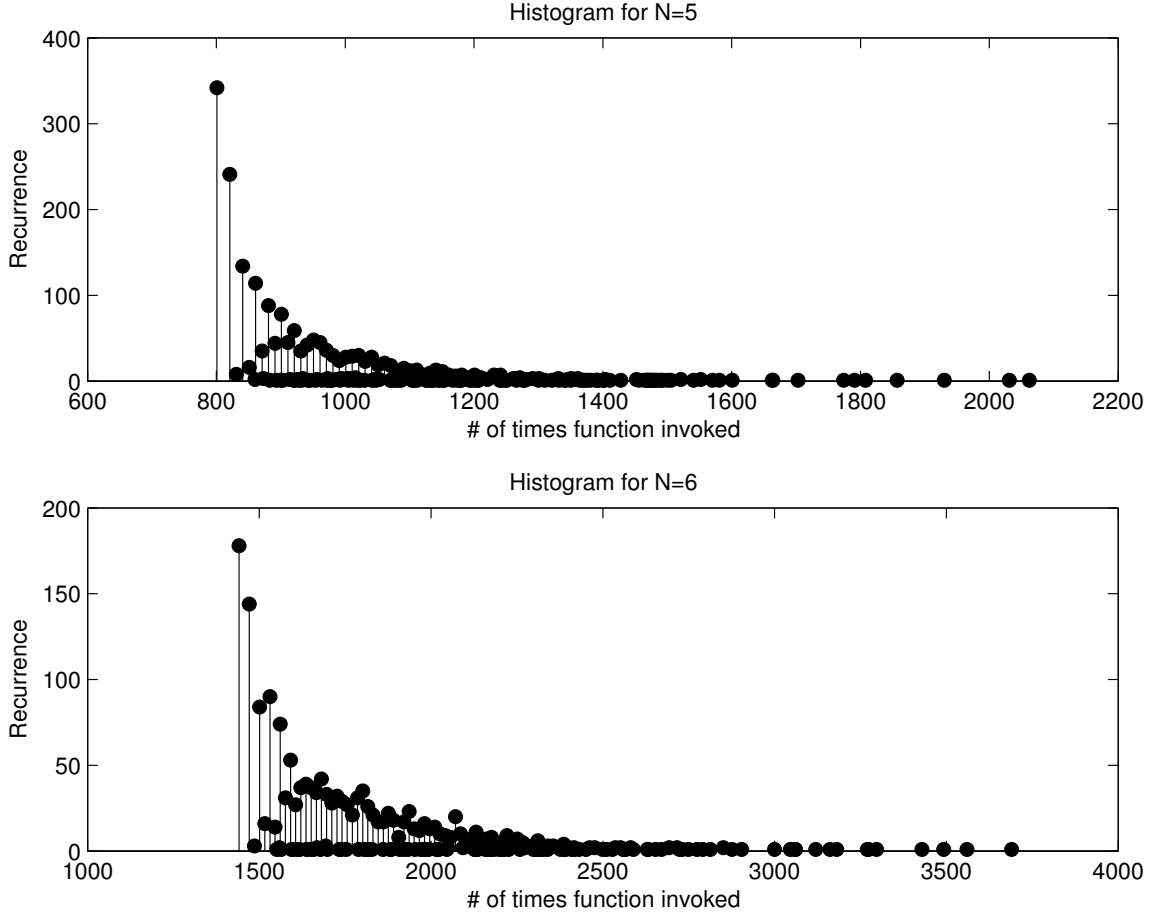 Histogram for N=5
400
300
200
100
0
Recurrence
600 800 1000 1200 1400 1600 1800 2000 2200
# of times function invoked
Histogram for N=6
200
150
100
50
0
Recurrence
1000 1500 2000 2500 3000 3500 4000
# of times function invoked